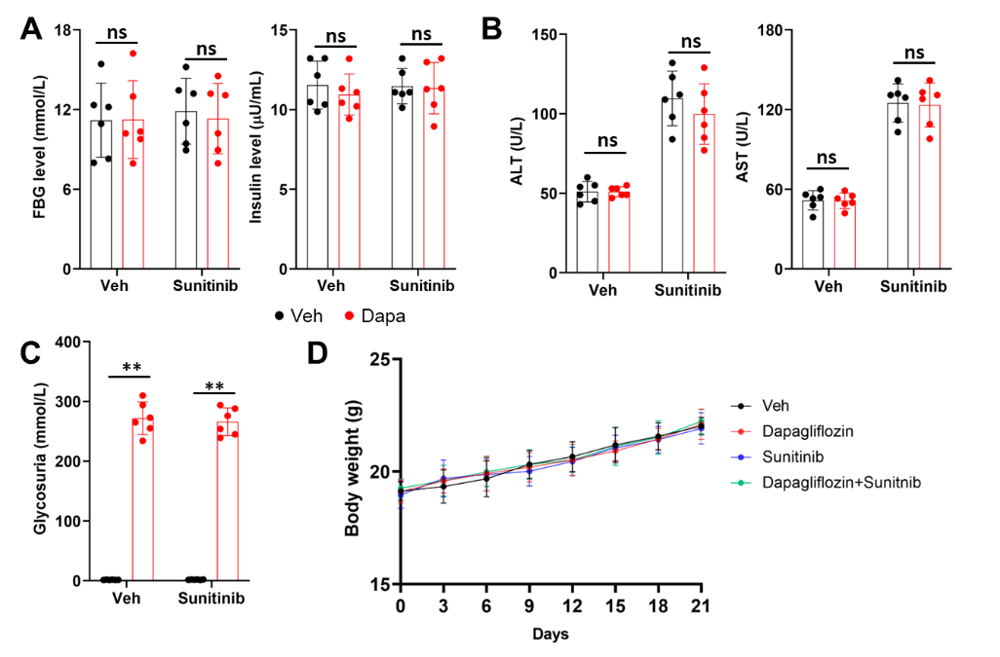 A
FBG level (mmol/L)
18
12
6
0
ns
ns
Veh
Sunitinib
Insulin level (μU/mL)
15
10
5
0
ns
ns
Veh
Sunitinib
B
ALT (U/L)
150
100
50
0
ns
ns
Veh
Sunitinib
AST (U/L)
180
120
60
0
ns
ns
Veh
Sunitinib
Veh
Dapa
C
Glycosuria (mmol/L)
400
300
200
100
0
**
**
Veh
Sunitinib
D
Body weight (g)
25
20
15
0 3 6 9 12 15 18 21
Days
Veh
Dapagliflozin
Sunitinib
Dapagliflozin+Sunitnib